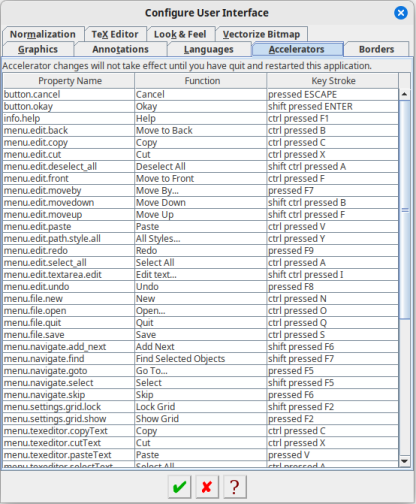 Configure User Interface
Normalization TeX Editor Look & Feel Vectorize Bitmap
Graphics Annotations Languages Accelerators Borders
Accelerator changes will not take effect until you have quit and restarted this application.
Property Name Function Key Stroke
button.cancel Cancel pressed ESCAPE
button.okay Okay shift pressed ENTER
info.help Help ctrl pressed F1
menu.edit.back Move to Back ctrl pressed B
menu.edit.copy Copy ctrl pressed C
menu.edit.cut Cut ctrl pressed X
menu.edit.deselect_all Deselect All shift ctrl pressed A
menu.edit.front Move to Front ctrl pressed F
menu.edit.moveby Move By... pressed F7
menu.edit.movedown Move Down shift ctrl pressed B
menu.edit.moveup Move Up shift ctrl pressed F
menu.edit.paste Paste ctrl pressed V
menu.edit.path.style.all All Styles... ctrl pressed Y
menu.edit.redo Redo pressed F9
menu.edit.select_all Select All ctrl pressed A
menu.edit.textarea.edit Edit text... shift ctrl pressed I
menu.edit.undo Undo pressed F8
menu.file.new New ctrl pressed N
menu.file.open Open... ctrl pressed O
menu.file.quit Quit ctrl pressed Q
menu.file.save Save ctrl pressed S
menu.navigate.add_next Add Next shift pressed F6
menu.navigate.find Find Selected Objects shift pressed F7
menu.navigate.goto Go To... pressed F5
menu.navigate.select Select shift pressed F5
menu.navigate.skip Skip pressed F6
menu.settings.grid.lock Lock Grid shift pressed F2
menu.settings.grid.show Show Grid pressed F2
menu.texeditor.copyText Copy ctrl pressed C
menu.texeditor.cutText Cut ctrl pressed X
menu.texeditor.pasteText Paste pressed V
menu.texeditor.selectText Select All ctrl pressed A